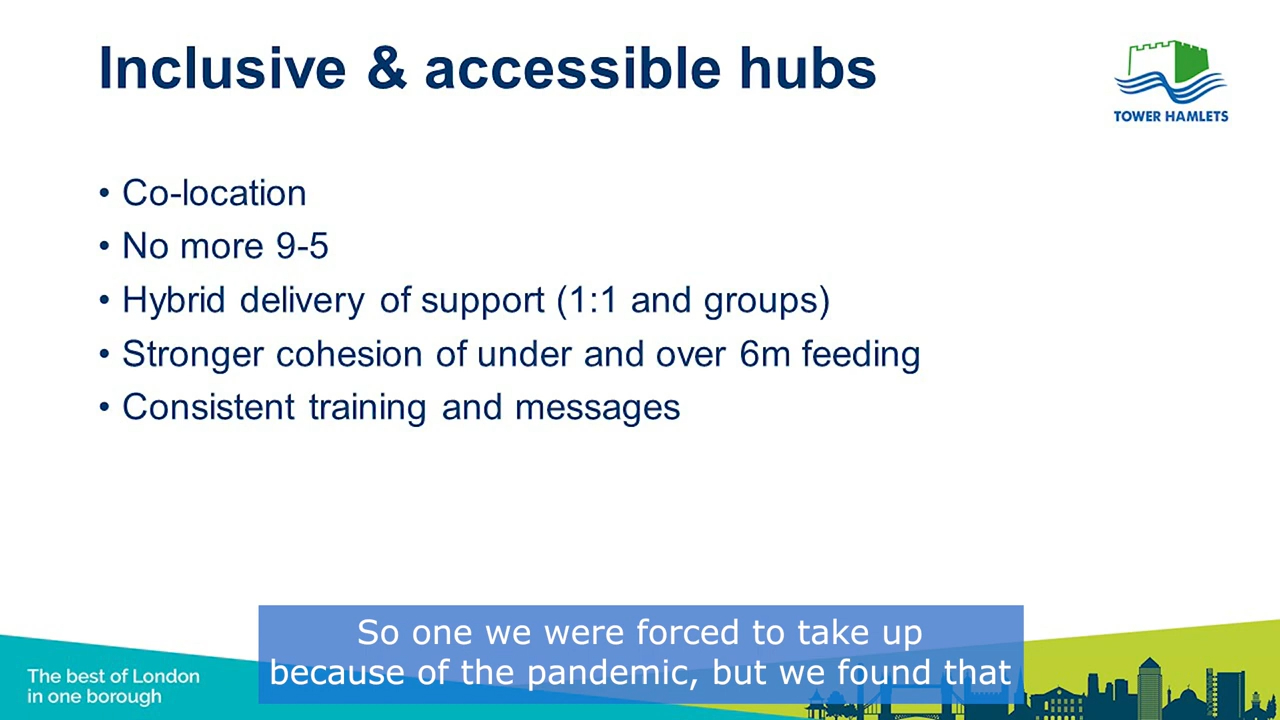 Inclusive & accessible hubs
TOWER HAMLETS
• Co-location
• No more 9-5
• Hybrid delivery of support (1:1 and groups)
• Stronger cohesion of under and over 6m feeding
• Consistent training and messages
So one we were forced to take up
because of the pandemic, but we found that
The best of London
in one borough